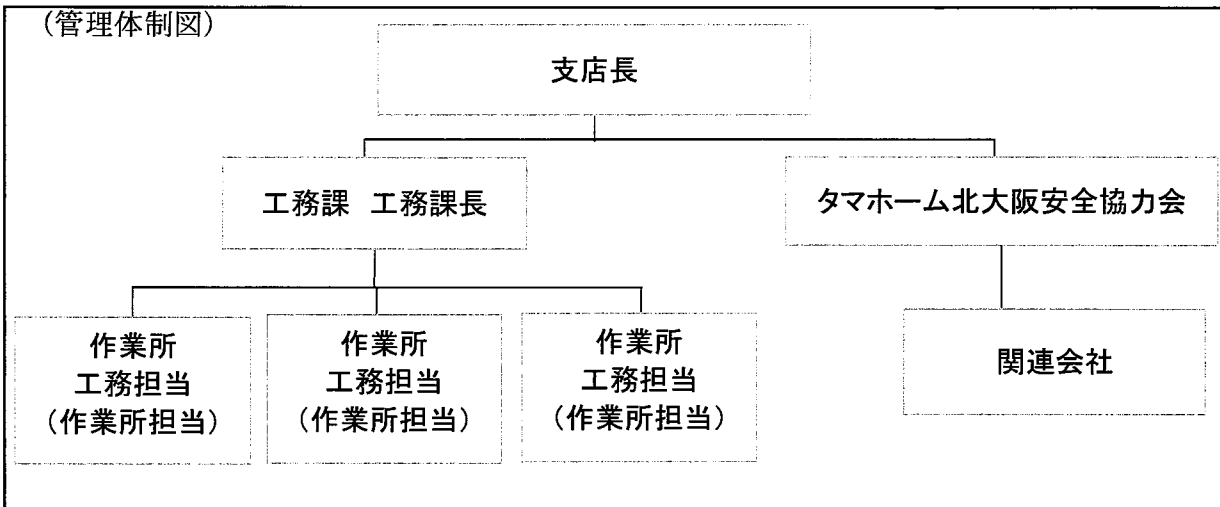 （管理体制図）
支店長
工務課　工務課長
タマホーム北大阪安全協力会
作業所
工務担当
（作業所担当）
作業所
工務担当
（作業所担当）
作業所
工務担当
（作業所担当）
関連会社